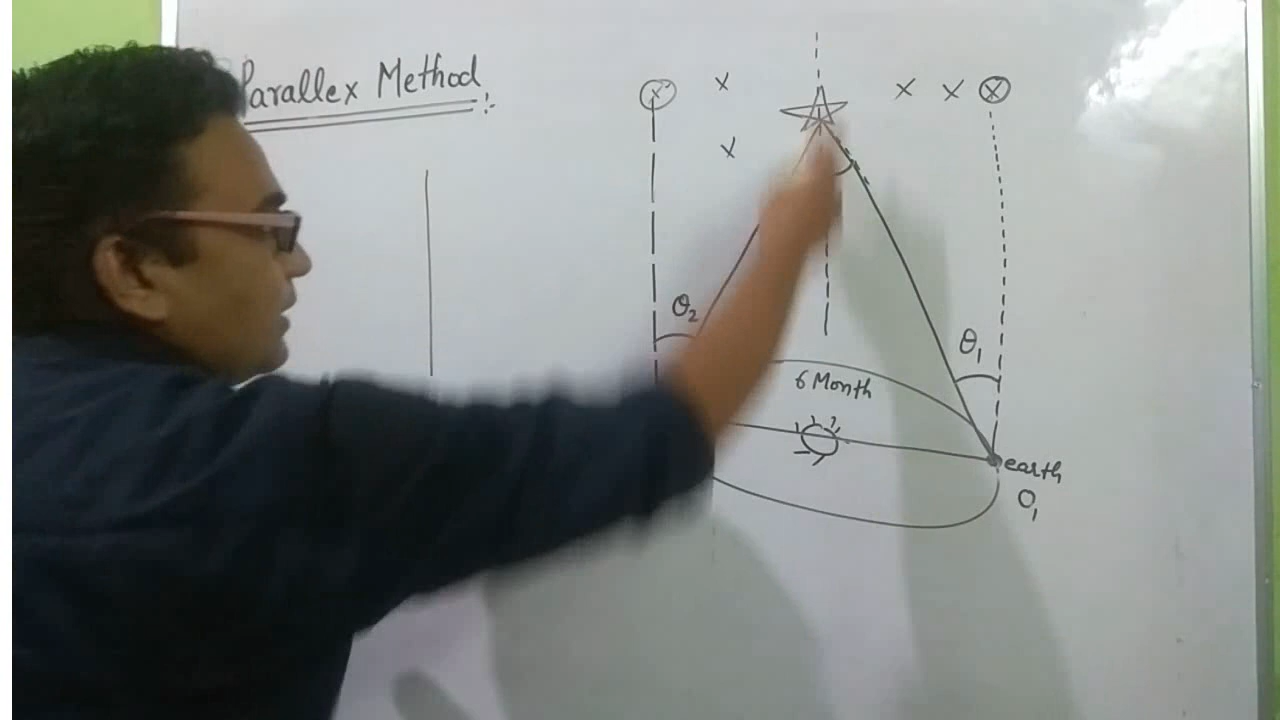 Parallex Method :
x
x
x
x
x
x
θ2
θ1
6 Month
earth
O1